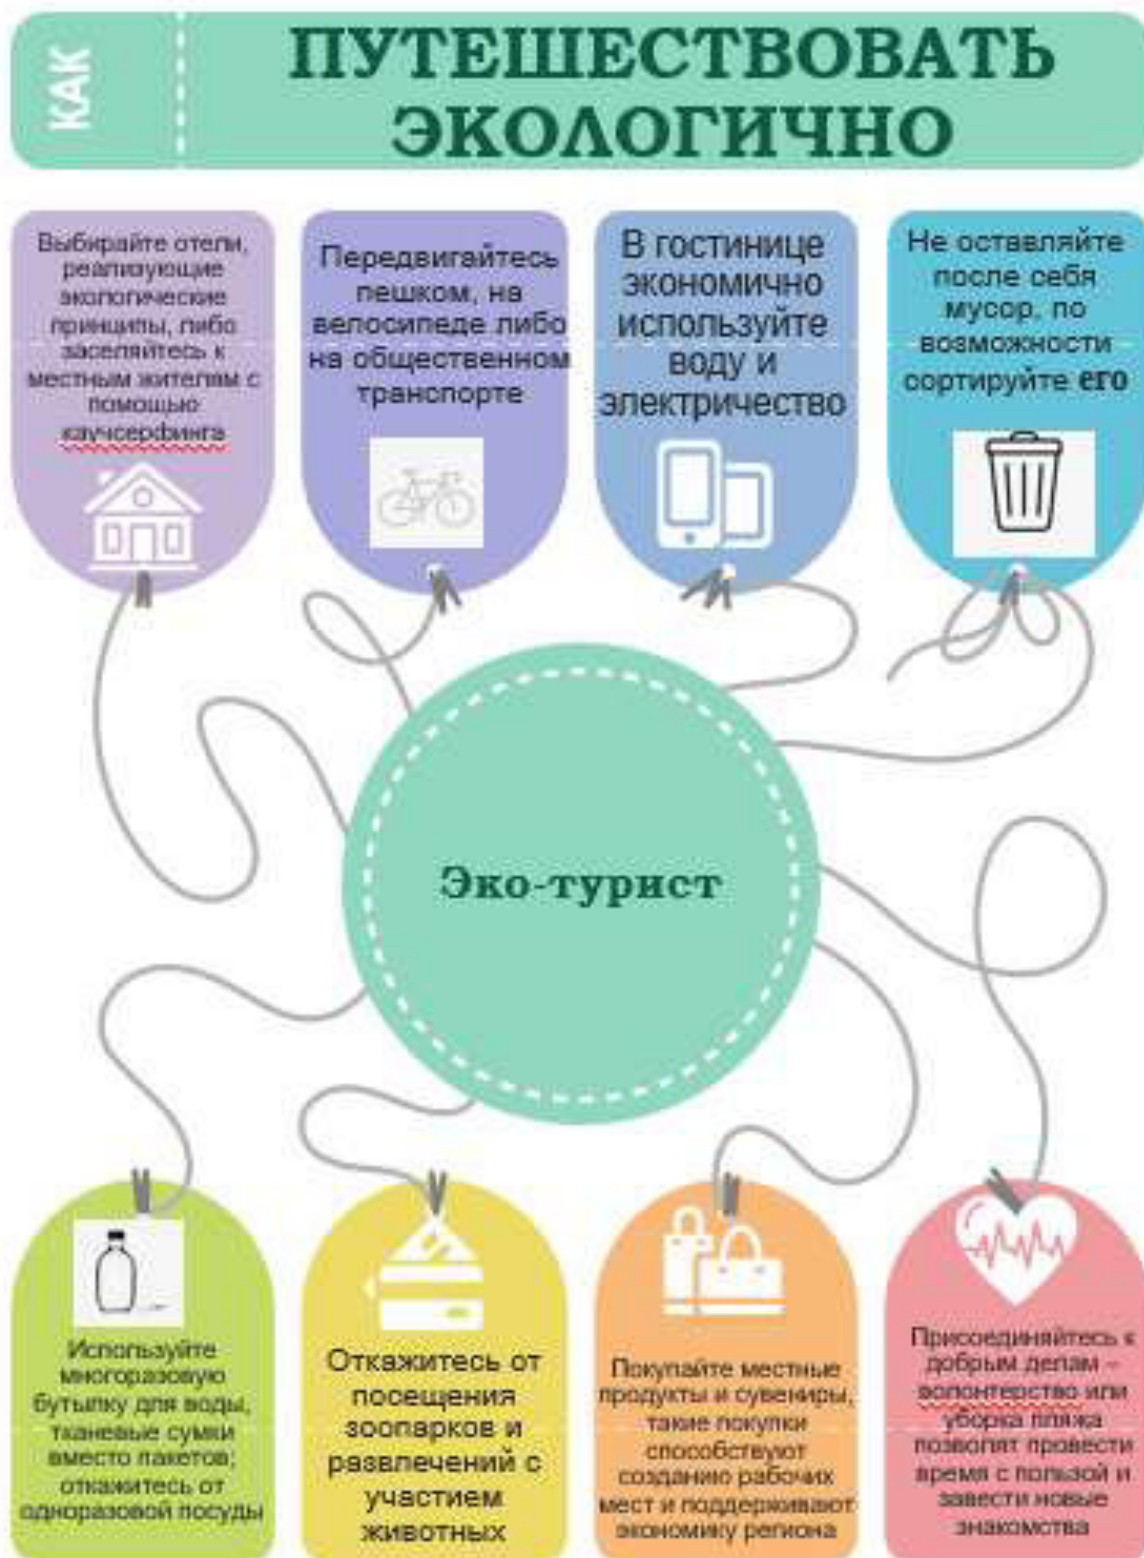 КАК
ПУТЕШЕСТВОВАТЬ
ЭКОЛОГИЧНО
Выбирайте отели,
реализующие
экологические
принципы, либо
заселяйтесь к
местным жителям с
помощью
каучсерфинга
Передвигайтесь
пешком, на
велосипеде либо
на общественном
транспорте
В гостинице
экономично
используйте
воду и
электричество
Не оставляйте
после себя
мусор, по
возможности
сортируйте его
Эко-турист
Используйте
многоразовую
бутылку для воды,
тканевые сумки
вместо пакетов;
откажитесь от
одноразовой посуды
Откажитесь от
посещения
зоопарков и
развлечений с
участием
животных
Покупайте местные
продукты и сувениры,
такие покупки
способствуют
созданию рабочих
мест и поддерживают
экономику региона
Присоединяйтесь к
добрым делам –
волонтерство или
уборка пляжа
позволят провести
время с пользой и
завести новые
знакомства